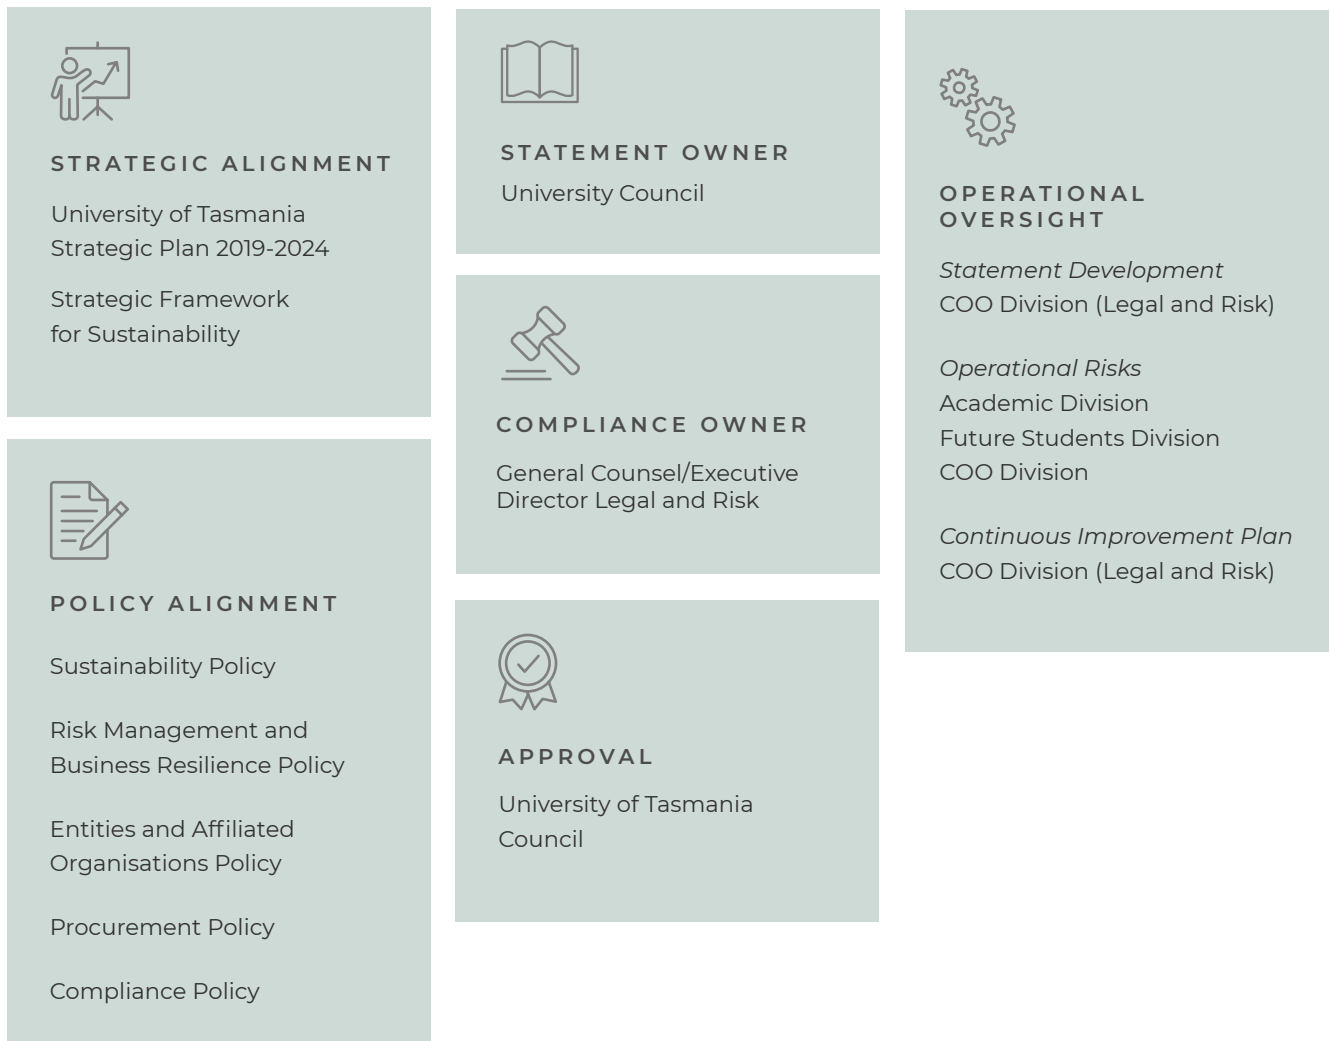 STRATEGIC ALIGNMENT
University of Tasmania
Strategic Plan 2019-2024
Strategic Framework
for Sustainability
POLICY ALIGNMENT
Sustainability Policy
Risk Management and
Business Resilience Policy
Entities and Affiliated
Organisations Policy
Procurement Policy
Compliance Policy
STATEMENT OWNER
University Council
COMPLIANCE OWNER
General Counsel/Executive
Director Legal and Risk
APPROVAL
University of Tasmania
Council
OPERATIONAL
OVERSIGHT
Statement Development
COO Division (Legal and Risk)
Operational Risks
Academic Division
Future Students Division
COO Division
Continuous Improvement Plan
COO Division (Legal and Risk)